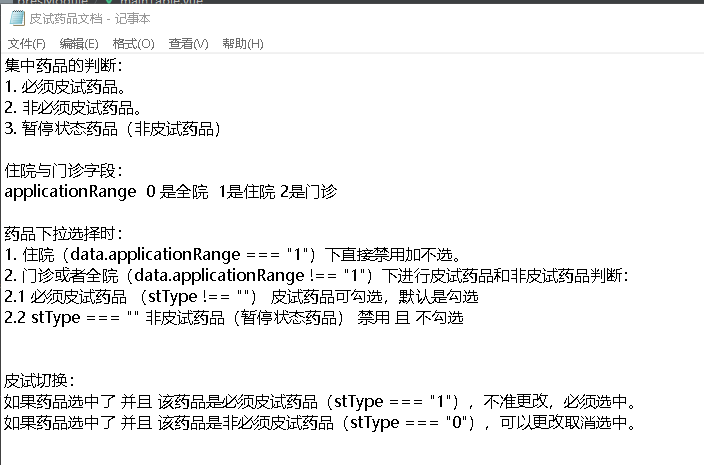 皮试药品文档 - 记事本
文件(F) 编辑(E) 格式(O) 查看(V) 帮助(H)
集中药品的判断：
1. 必须皮试药品。
2. 非必须皮试药品。
3. 暂停状态药品（非皮试药品）
住院与门诊字段：
applicationRange 0 是全院 1是住院 2是门诊
药品下拉选择时：
1. 住院（data.applicationRange === "1"）下直接禁用加不选。
2. 门诊或者全院（data.applicationRange !== "1"）下进行皮试药品和非皮试药品判断：
2.1 必须皮试药品 （stType !== ""） 皮试药品可勾选，默认是勾选
2.2 stType === "" 非皮试药品（暂停状态药品） 禁用 且 不勾选
皮试切换：
如果药品选中了 并且 该药品是必须皮试药品（stType === "1"），不准更改，必须选中。
如果药品选中了 并且 该药品是非必须皮试药品（stType === "0"），可以更改取消选中。